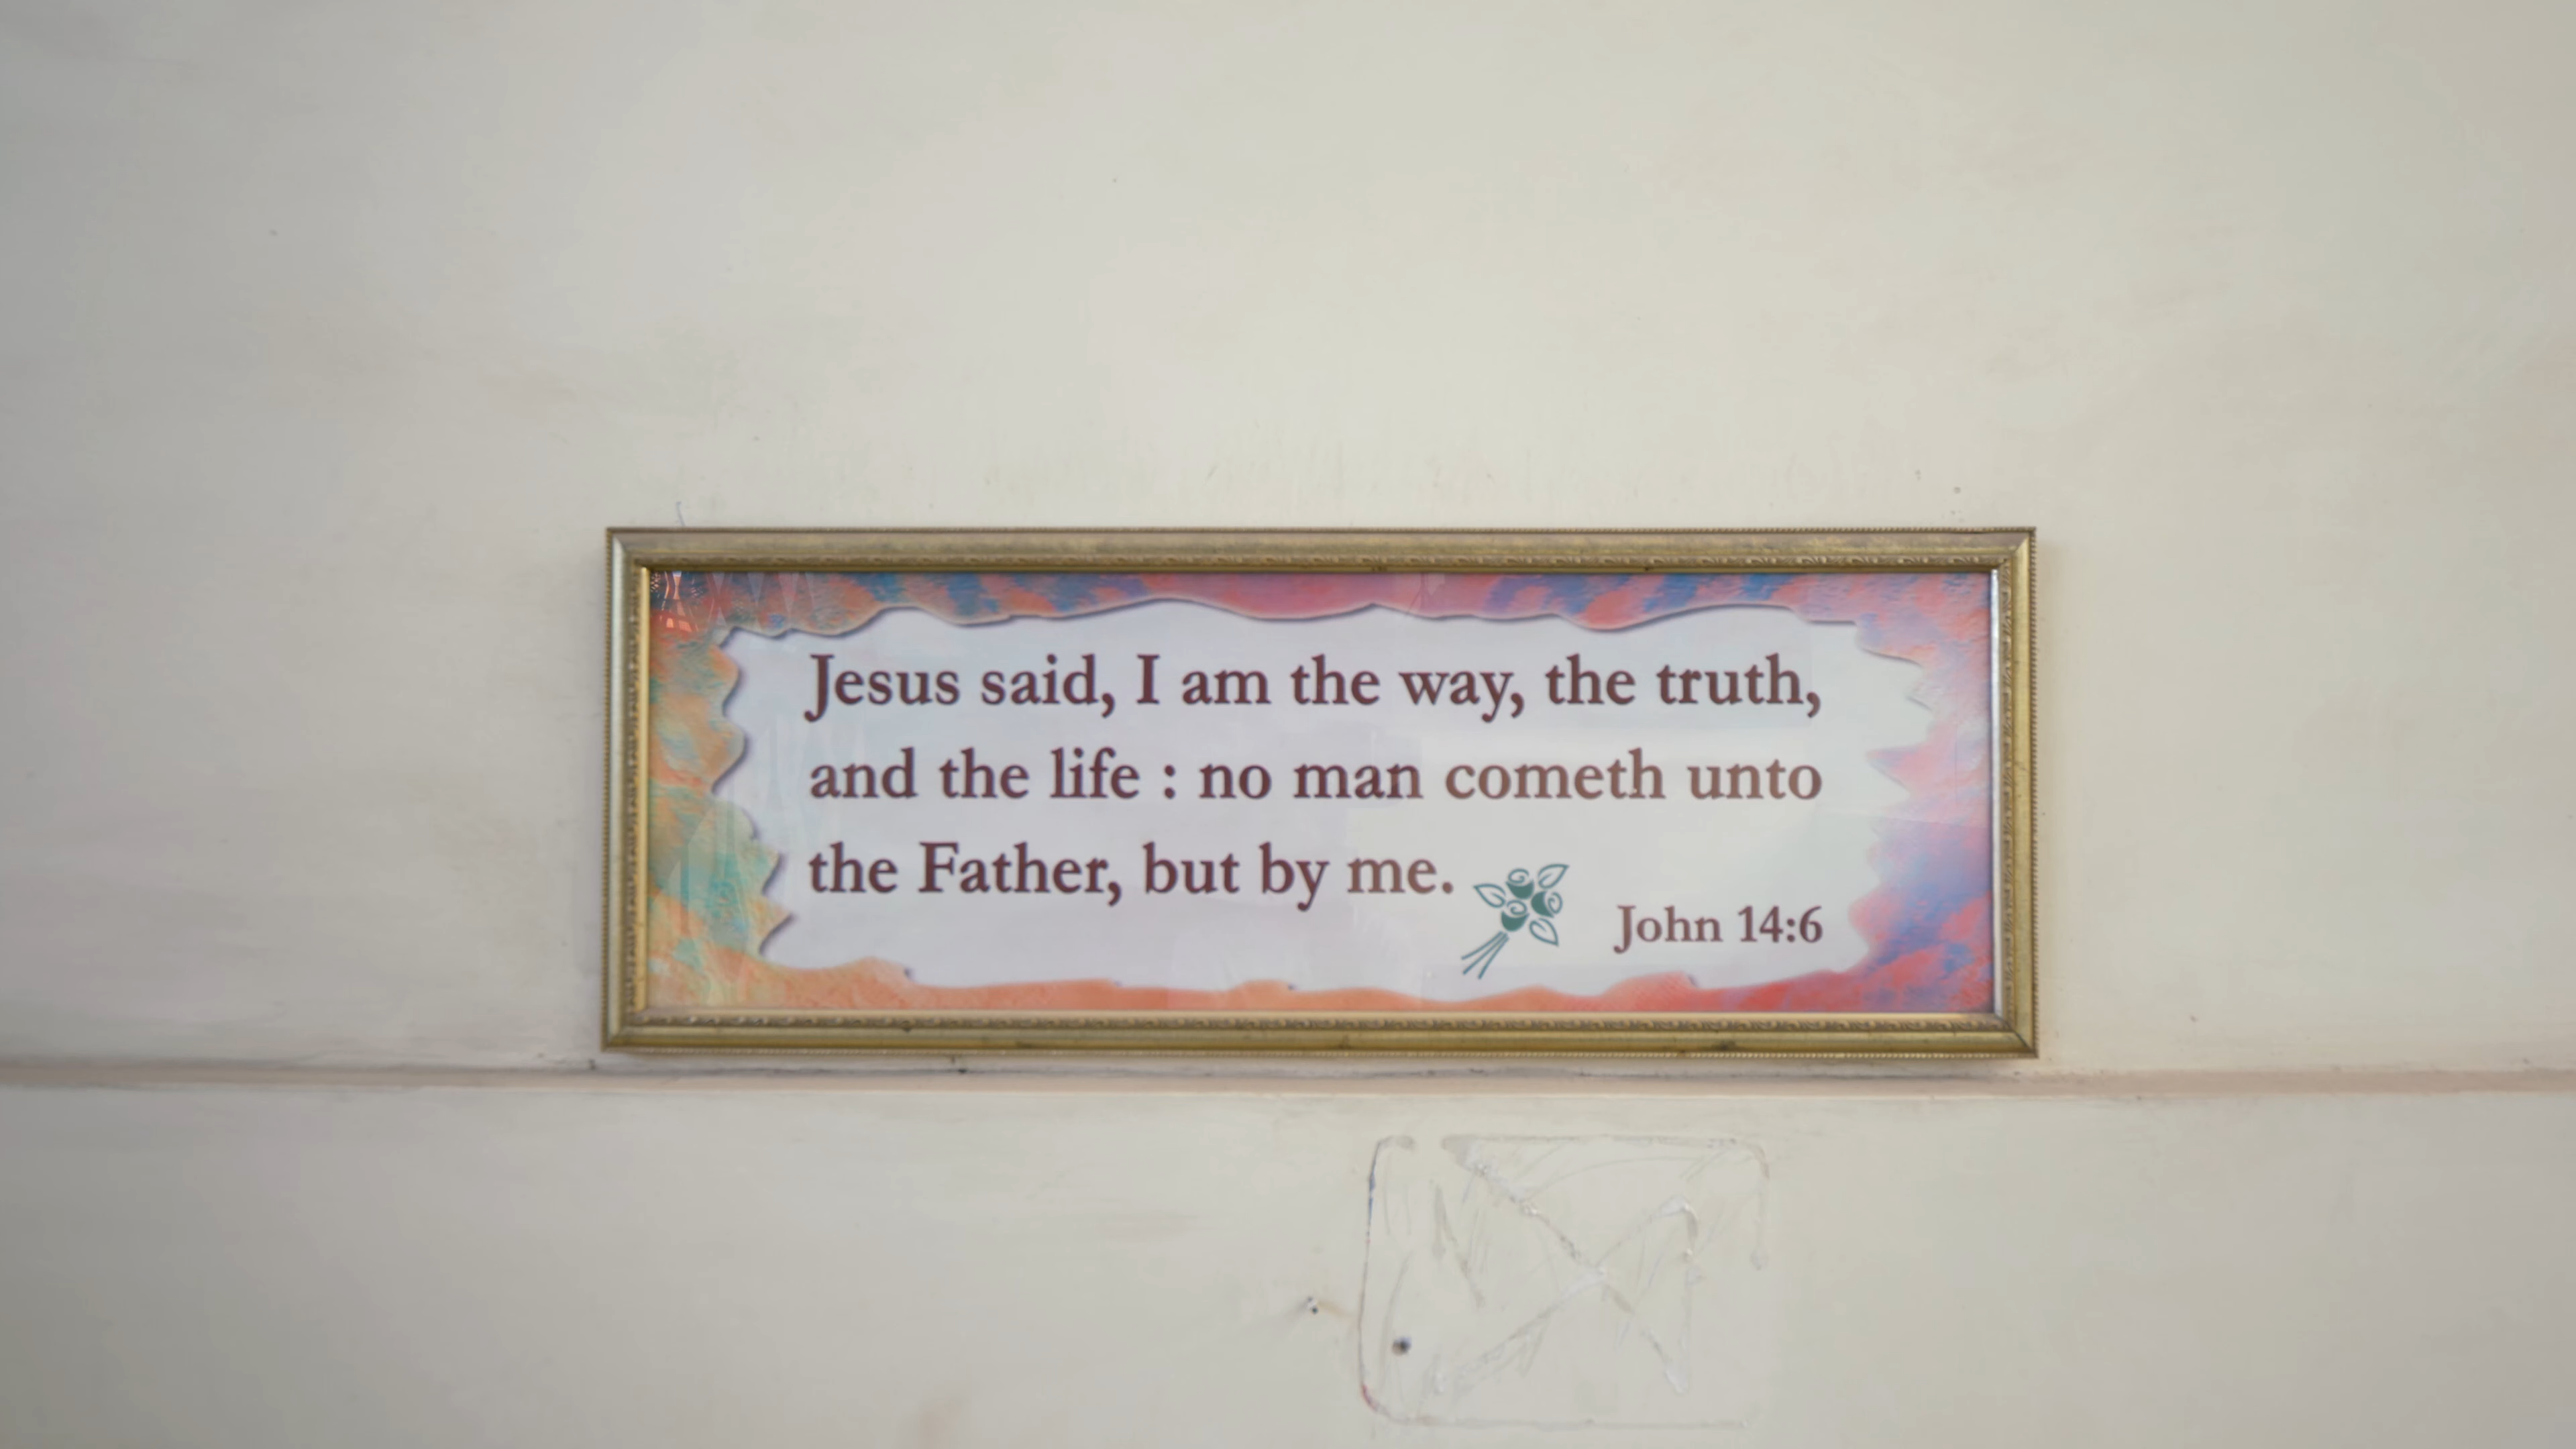 Jesus said, I am the way, the truth,
and the life : no man cometh unto
the Father, but by me.
John 14:6